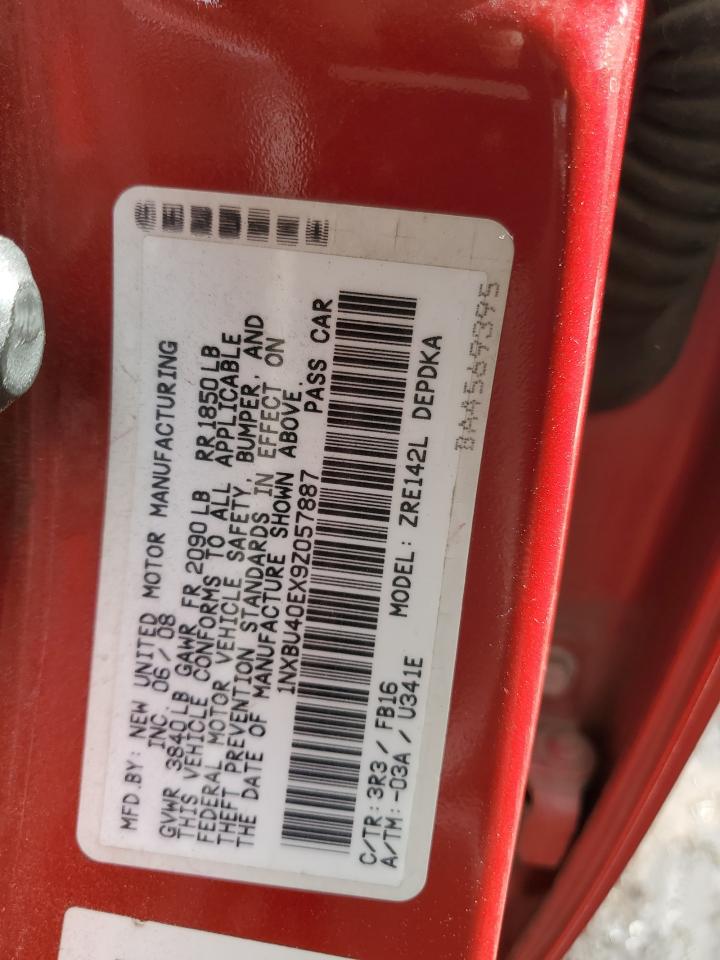 MFD.BY: NEW UNITED MOTOR MANUFACTURING
INC. 06/08
GVWR 3840LB GAWR FR 2090LB RR1850LB
THIS VEHICLE CONFORMS TO ALL APPLICABLE
FEDERAL MOTOR VEHICLE SAFETY, BUMPER, AND
THEFT PREVENTION STANDARDS IN EFFECT ON
THE DATE OF MANUFACTURE SHOWN ABOVE.
1NXBU40EX9Z057887 PASS CAR
C/TR: 3R3/FB16 MODEL: ZRE142L DEPDKA
A/TM: -03A/U341E
BA4569395